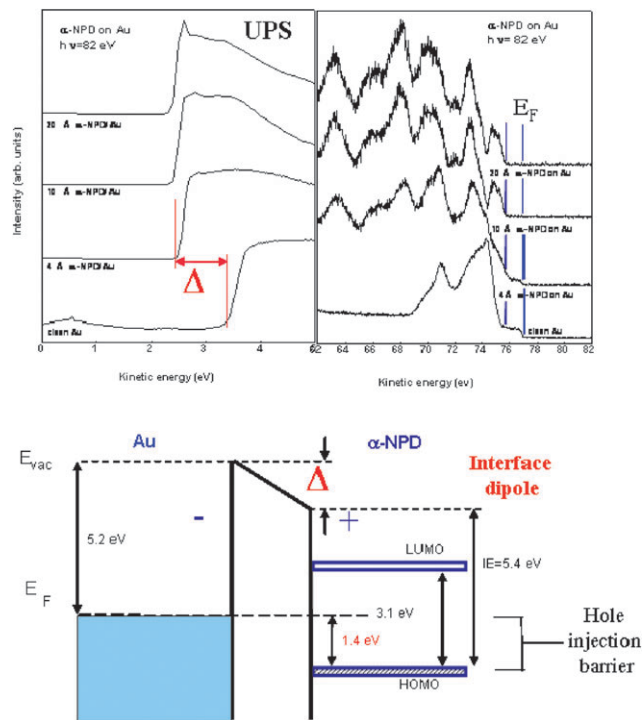 α-NPD on Au
h ν=82 eV
UPS
20 Å α-NPD/Au
10 Å α-NPD/Au
4 Å α-NPD/Au
Δ
clean Au
Intensity (arb. units)
0 1 2 3 4
Kinetic energy (eV)
α-NPD on Au
h ν=82 eV
E_F
20 Å α-NPD on Au
10 Å α-NPD on Au
4 Å α-NPD on Au
clean Au
62 64 66 68 70 72 74 76 78 80 82
Kinetic energy (ev)
Au
α-NPD
E_vac
Δ
Interface
dipole
-
+
5.2 eV
LUMO
IE=5.4 eV
E_F
3.1 eV
1.4 eV
Hole
injection
barrier
HOMO